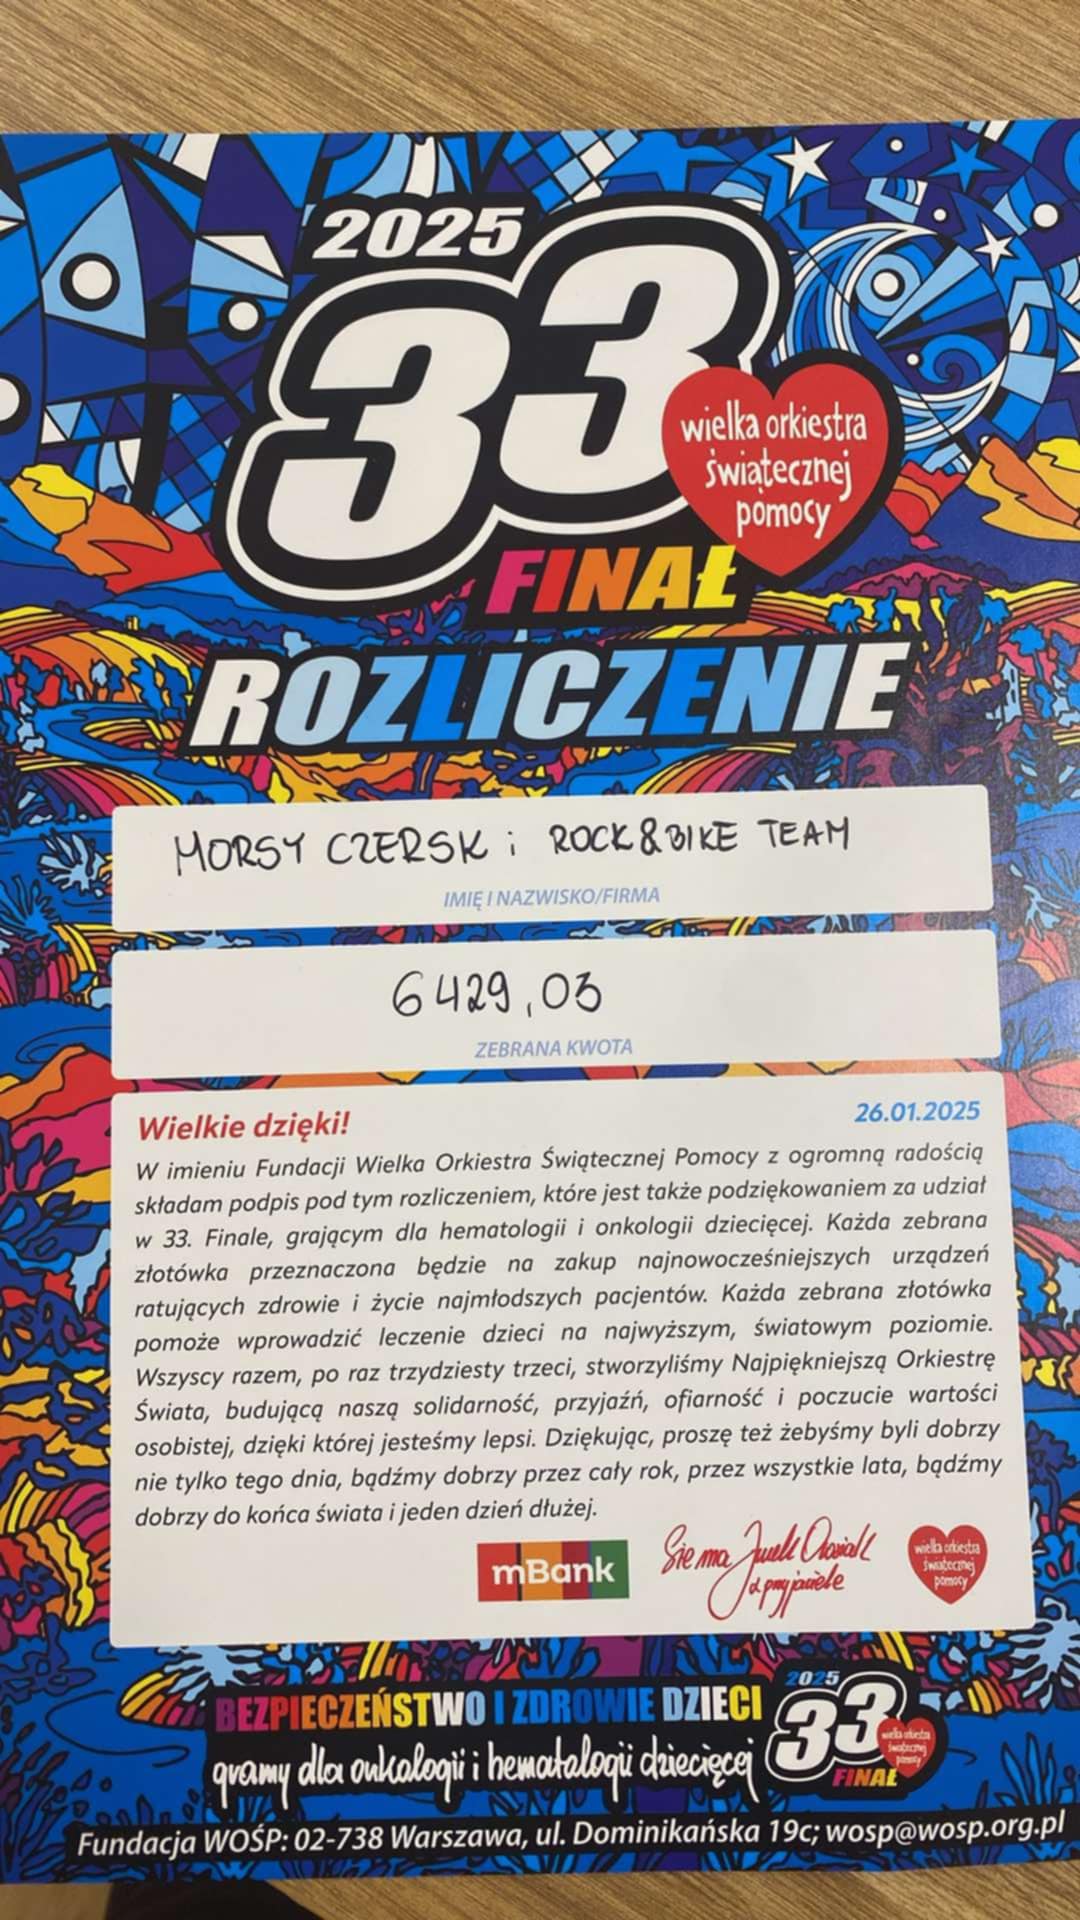 2025
33
wielka orkiestra
świątecznej
pomocy
FINAŁ
ROZLICZENIE
MORSY CZERSK i ROCK&BIKE TEAM
IMIĘ I NAZWISKO/FIRMA
6429,03
ZEBRANA KWOTA
Wielkie dzięki!
26.01.2025
W imieniu Fundacji Wielka Orkiestra Świątecznej Pomocy z ogromną radością
składam podpis pod tym rozliczeniem, które jest także podziękowaniem za udział
w 33. Finale, grającym dla hematologii i onkologii dziecięcej. Każda zebrana
złotówka przeznaczona będzie na zakup najnowocześniejszych urządzeń
ratujących zdrowie i życie najmłodszych pacjentów. Każda zebrana złotówka
pomoże wprowadzić leczenie dzieci na najwyższym, światowym poziomie.
Wszyscy razem, po raz trzydziesty trzeci, stworzyliśmy Najpiękniejszą Orkiestrę
Świata, budującą naszą solidarność, przyjaźń, ofiarność i poczucie wartości
osobistej, dzięki której jesteśmy lepsi. Dziękując, proszę też żebyśmy byli dobrzy
nie tylko tego dnia, bądźmy dobrzy przez cały rok, przez wszystkie lata, bądźmy
dobrzy do końca świata i jeden dzień dłużej.
mBank
Sie ma Jurek Owsiak
z przyjaciele
wielka orkiestra
świątecznej
pomocy
BEZPIECZEŃSTWO I ZDROWIE DZIECI
gramy dla onkologii i hematologii dziecięcej
2025
33
wielka orkiestra
świątecznej
pomocy
FINAŁ
Fundacja WOŚP: 02-738 Warszawa, ul. Dominikańska 19c; wosp@wosp.org.pl